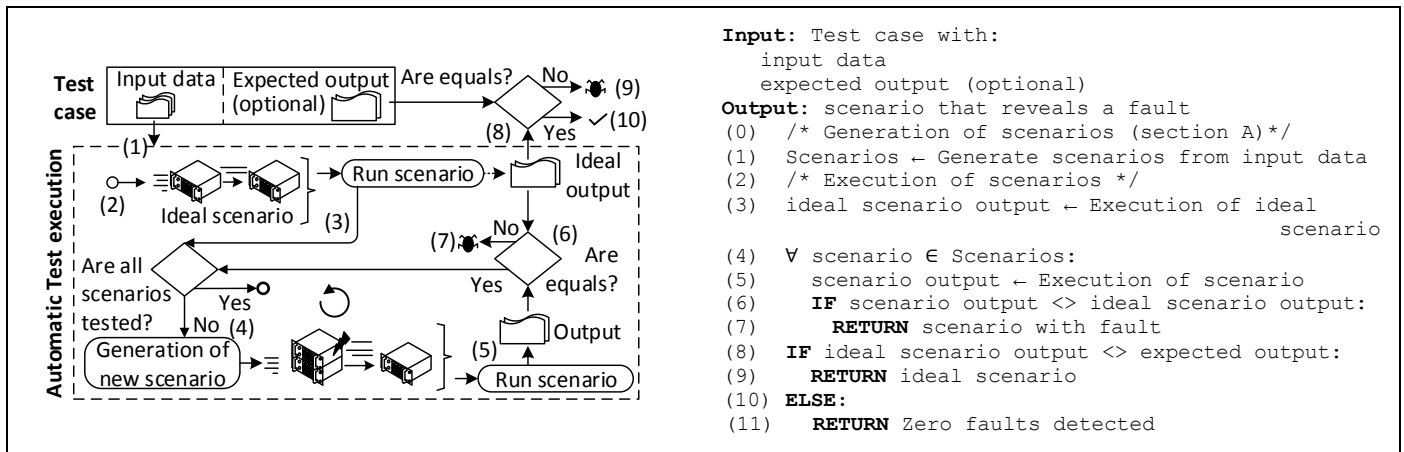 Test
case
Input data
Expected output
(optional)
Are equals?
No
(9)
(10)
Yes
(8)
(1)
Automatic Test execution
(2)
Ideal scenario
Run scenario
(3)
Ideal
output
No
(7)
(6)
Are
equals?
Yes
Are all
scenarios
tested?
Yes
No
(4)
Generation of
new scenario
(5)
Output
Run scenario
Input: Test case with:
input data
expected output (optional)
Output: scenario that reveals a fault
(0) /* Generation of scenarios (section A)*/
(1) Scenarios ← Generate scenarios from input data
(2) /* Execution of scenarios */
(3) ideal scenario output ← Execution of ideal
scenario
(4) ∀ scenario ∈ Scenarios:
(5) scenario output ← Execution of scenario
(6) IF scenario output <> ideal scenario output:
(7) RETURN scenario with fault
(8) IF ideal scenario output <> expected output:
(9) RETURN ideal scenario
(10) ELSE:
(11) RETURN Zero faults detected